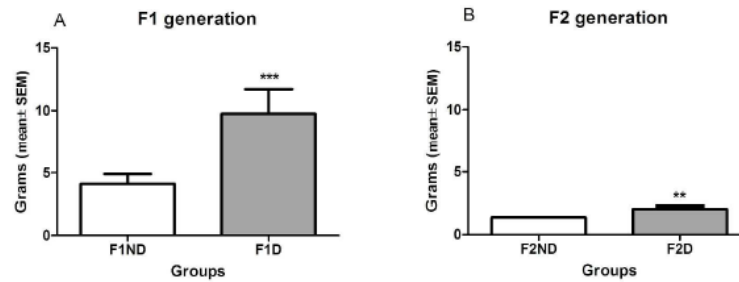 A
F1 generation
Grams (mean± SEM)
15
10
5
0
***
F1ND
F1D
Groups
B
F2 generation
Grams (mean± SEM)
15
10
5
0
**
F2ND
F2D
Groups